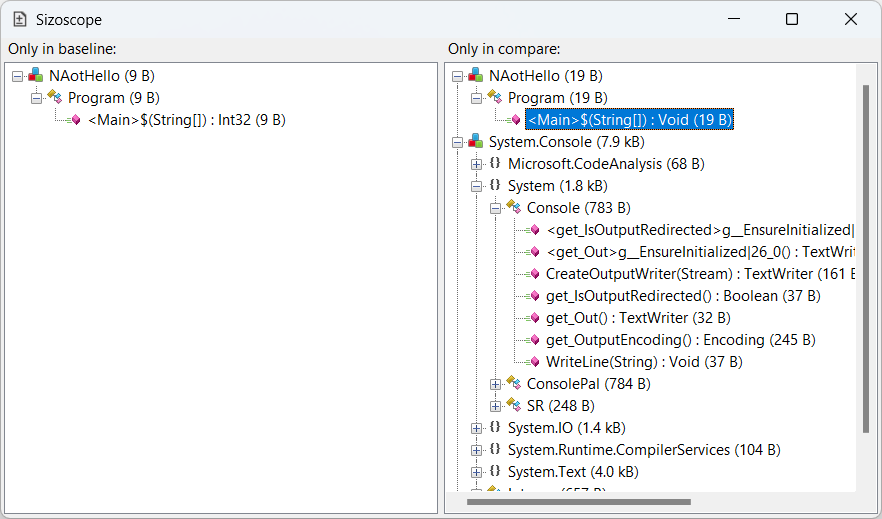 Sizoscope
Only in baseline:
NAotHello (9 B)
Program (9 B)
<Main>$(String[]) : Int32 (9 B)
Only in compare:
NAotHello (19 B)
Program (19 B)
<Main>$(String[]) : Void (19 B)
System.Console (7.9 kB)
{} Microsoft.CodeAnalysis (68 B)
{} System (1.8 kB)
Console (783 B)
<get_IsOutputRedirected>g__EnsureInitialized|
<get_Out>g__EnsureInitialized|26_0() : TextWrit
CreateOutputWriter(Stream) : TextWriter (161 B
get_IsOutputRedirected() : Boolean (37 B)
get_Out() : TextWriter (32 B)
get_OutputEncoding() : Encoding (245 B)
WriteLine(String) : Void (37 B)
ConsolePal (784 B)
SR (248 B)
{} System.IO (1.4 kB)
{} System.Runtime.CompilerServices (104 B)
{} System.Text (4.0 kB)